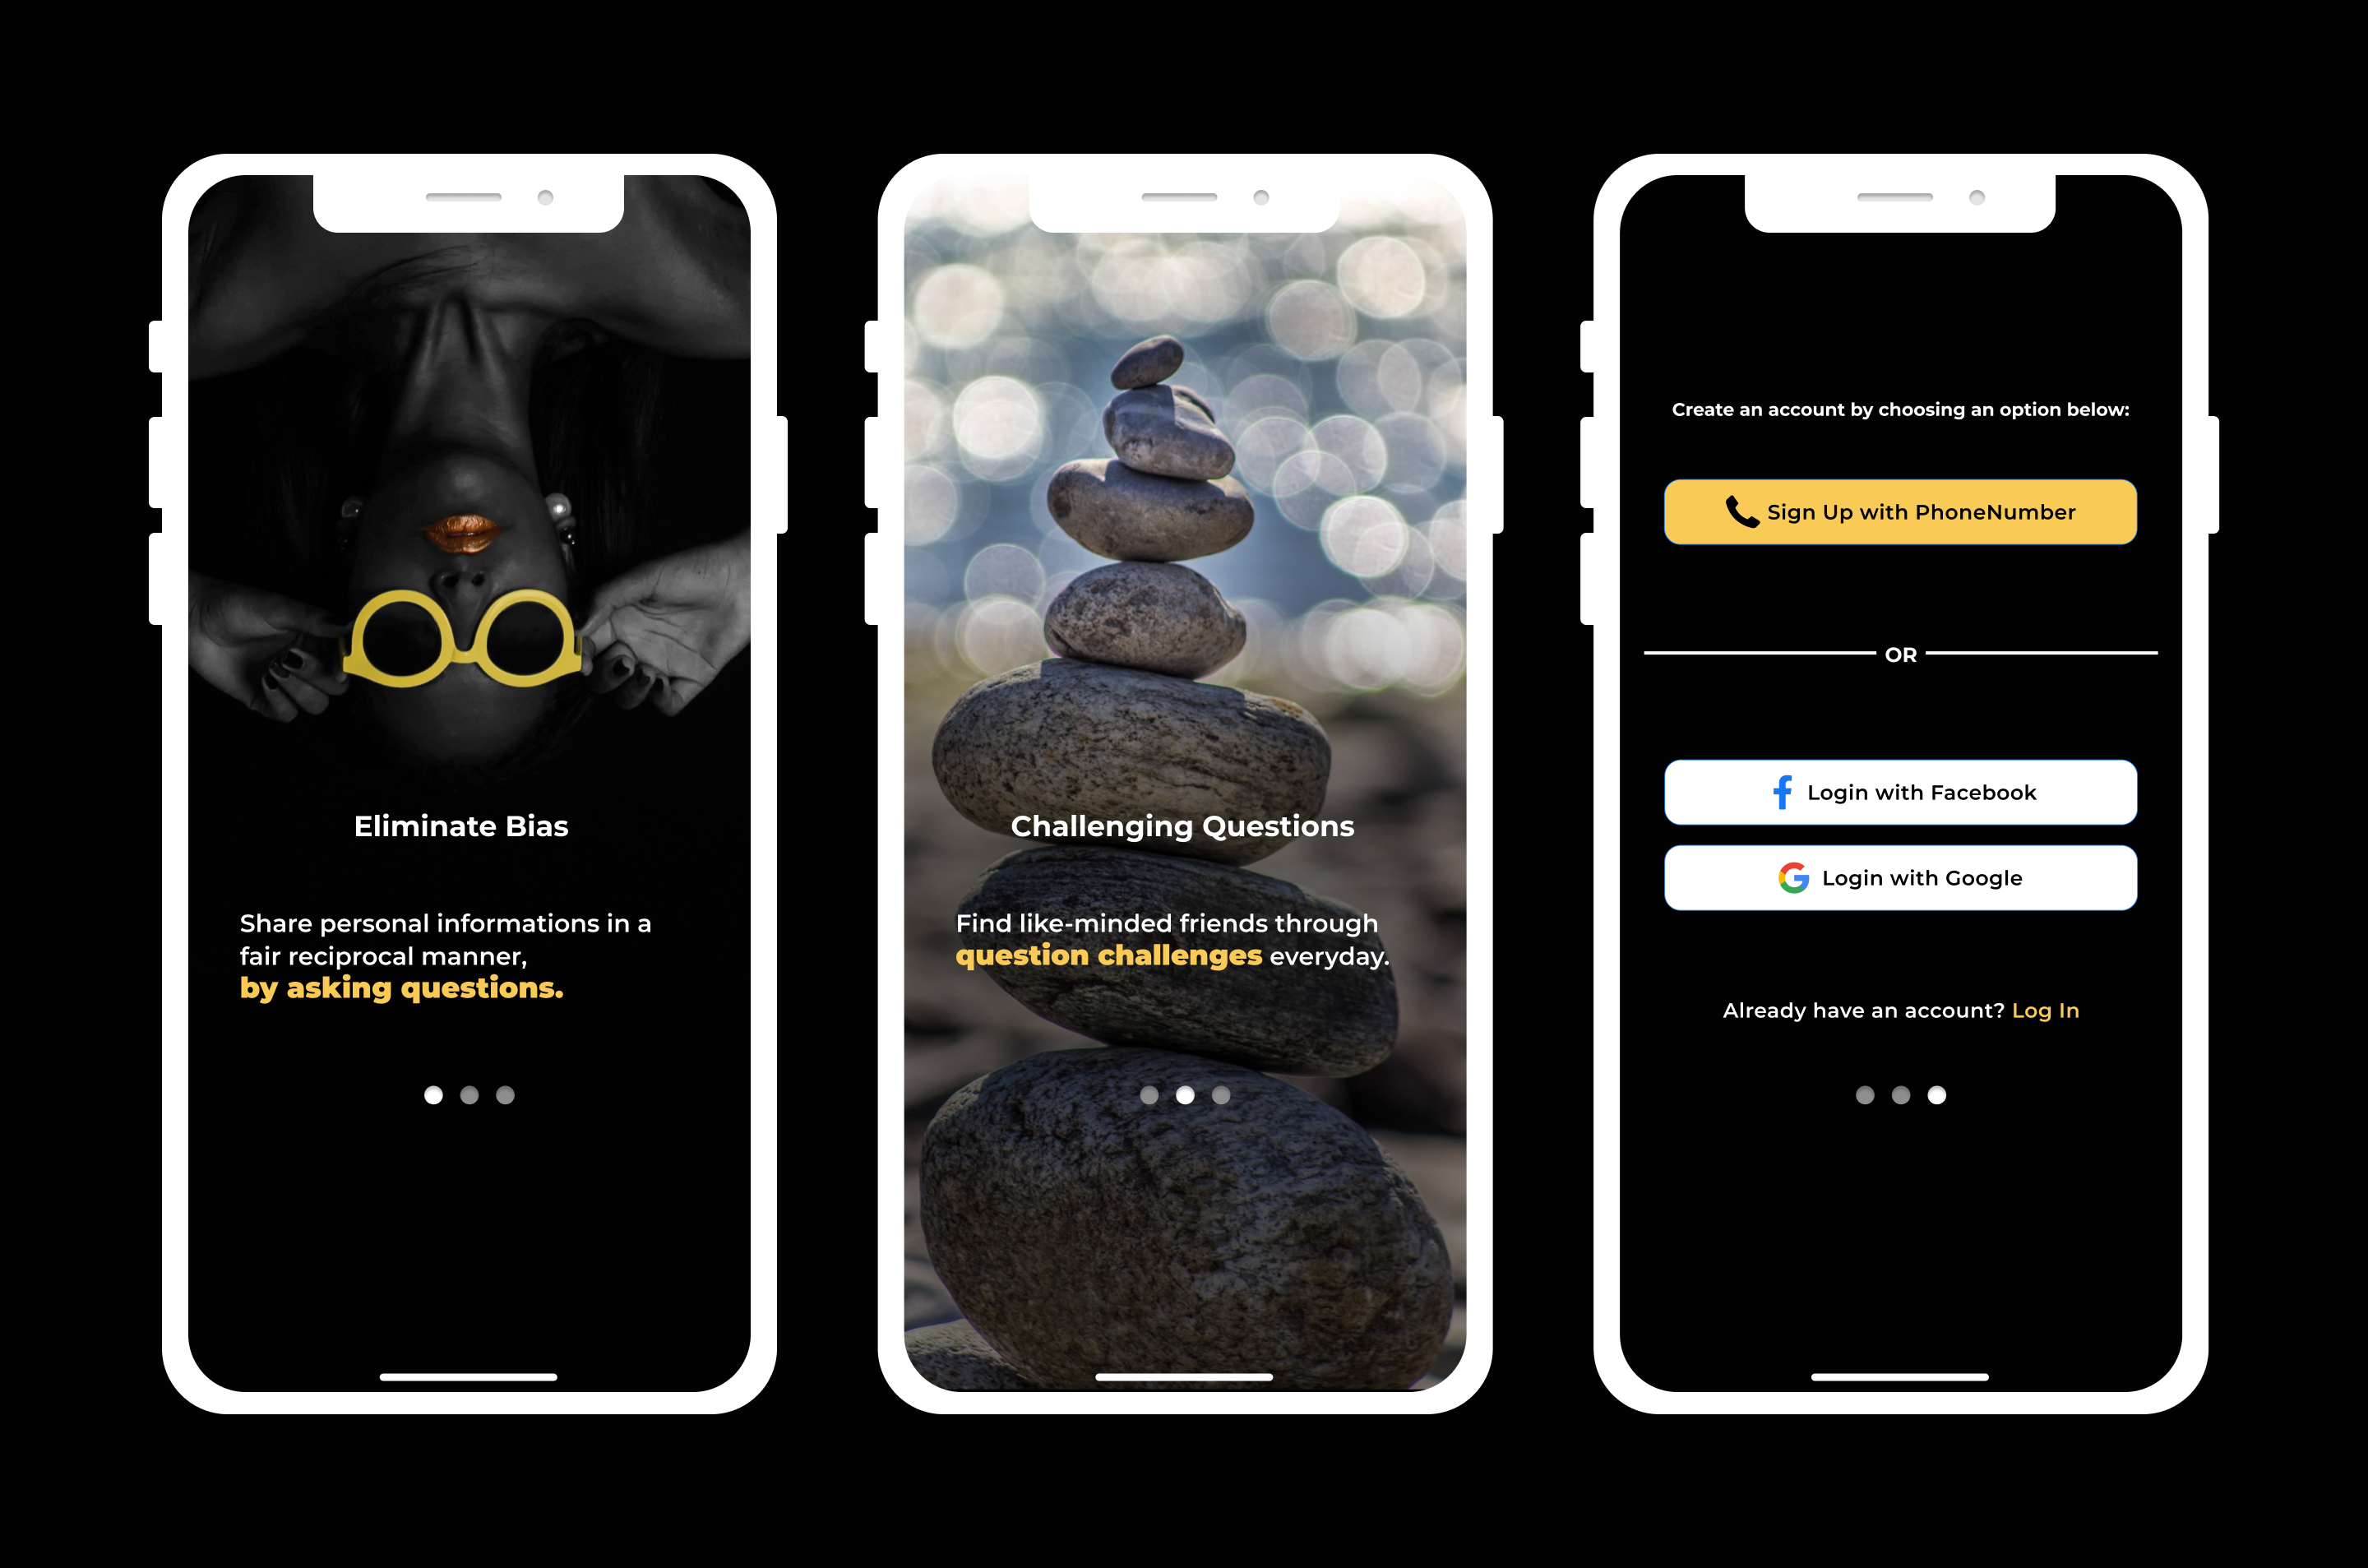 Eliminate Bias
Share personal informations in a
fair reciprocal manner,
by asking questions.
Challenging Questions
Find like-minded friends through
question challenges everyday.
Create an account by choosing an option below:
Sign Up with PhoneNumber
OR
Login with Facebook
Login with Google
Already have an account? Log In